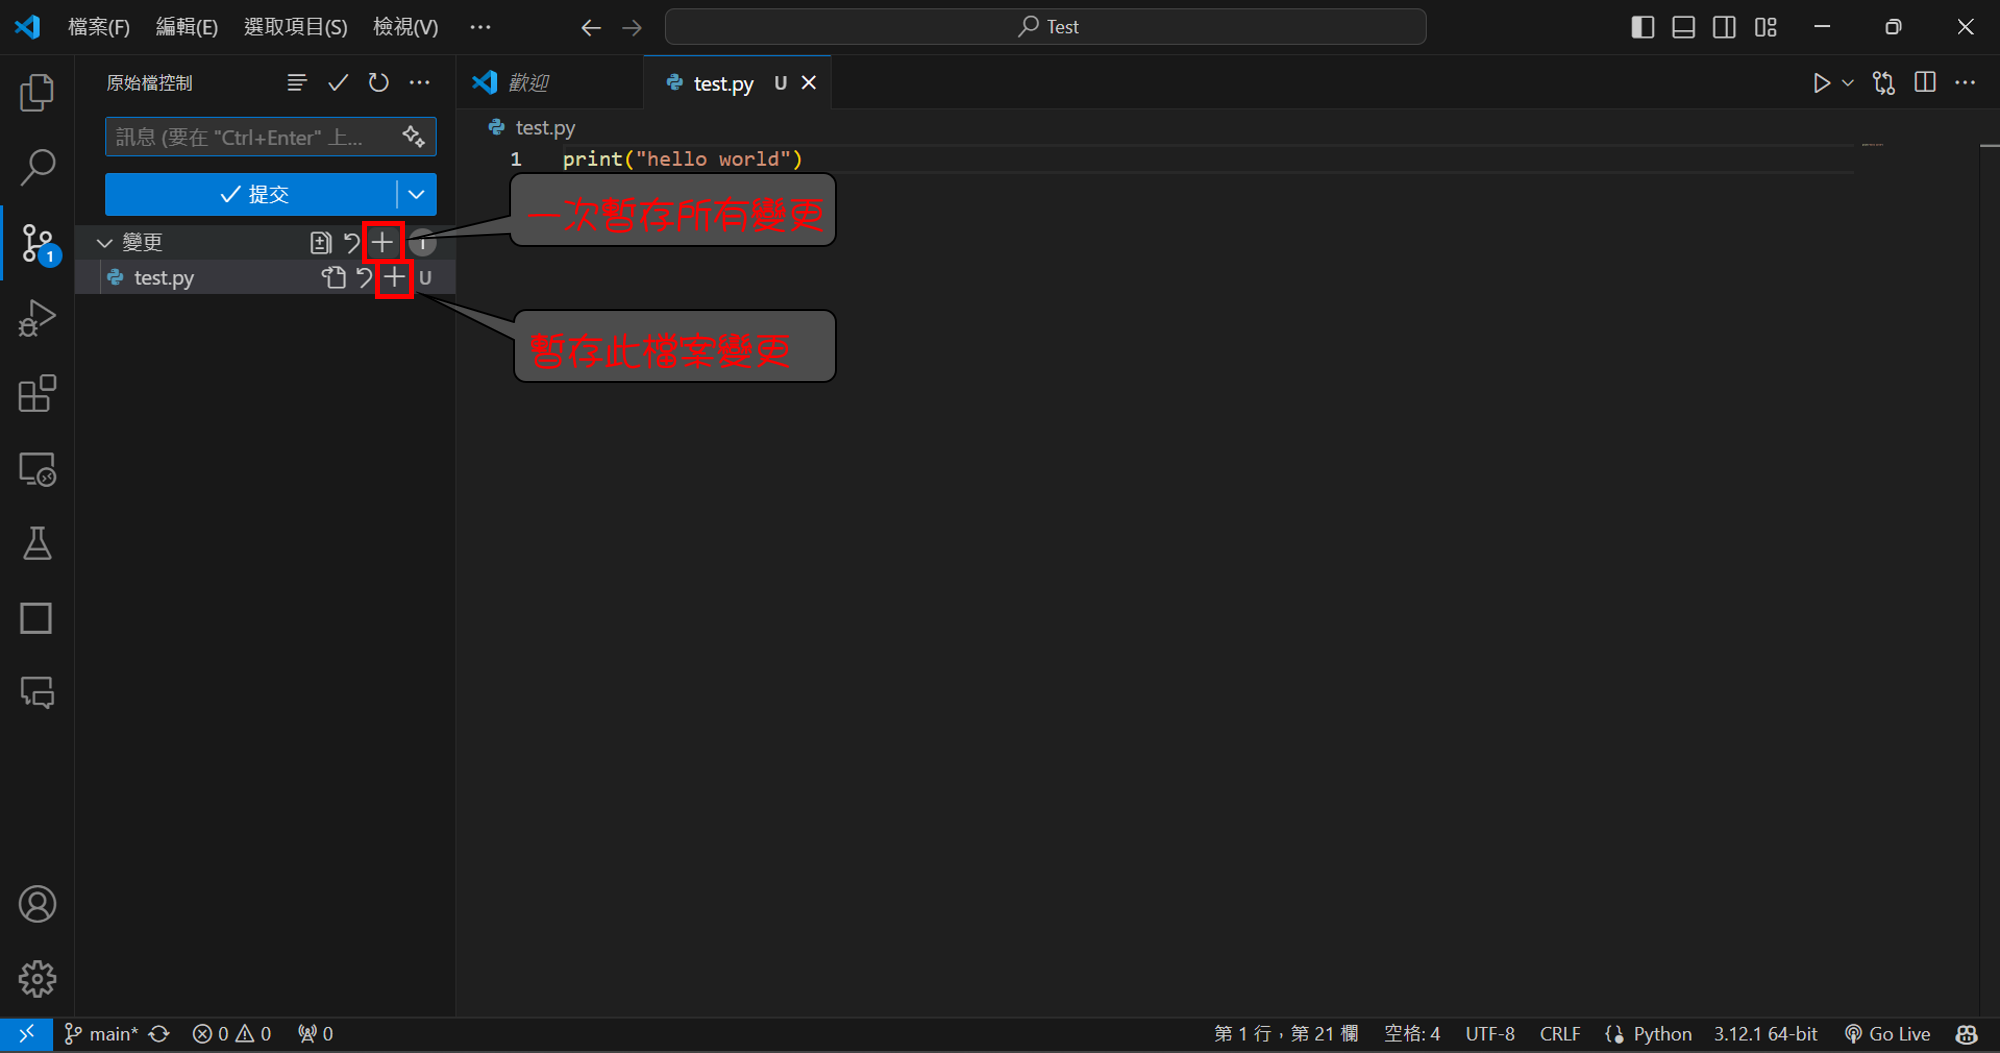 檔案(F) 編輯(E) 選取項目(S) 檢視(V) ··· Test
原始檔控制 ···
歡迎 test.py U
訊息 (要在 "Ctrl+Enter" 上...
test.py
1 print("hello world")
提交
一次暫存所有變更
變更 1
test.py U
暫存此檔案變更
1
main* 0 0 0 第 1 行，第 21 欄 空格: 4 UTF-8 CRLF Python 3.12.1 64-bit Go Live